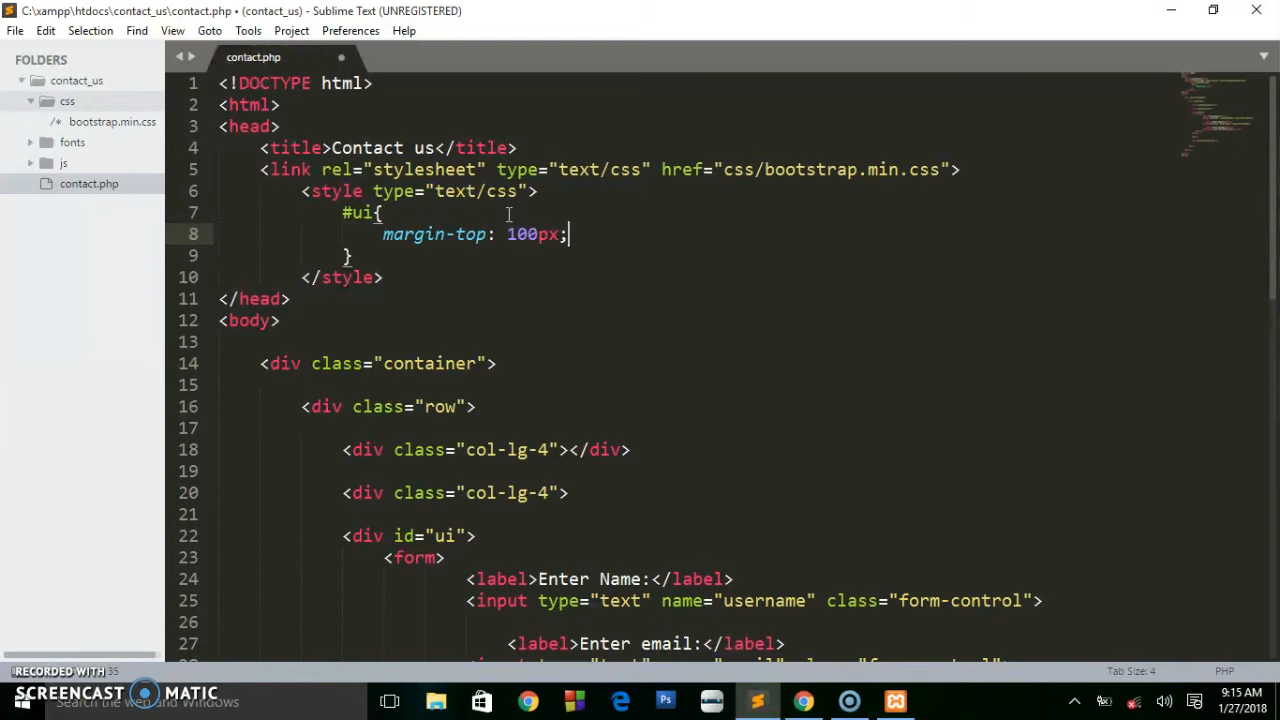 C:\xampp\htdocs\contact_us\contact.php • (contact_us) - Sublime Text (UNREGISTERED)
File Edit Selection Find View Goto Tools Project Preferences Help
FOLDERS
contact_us
css
/* bootstrap.min.css
fonts
js
contact.php
contact.php
1 <!DOCTYPE html>
2 <html>
3 <head>
4 <title>Contact us</title>
5 <link rel="stylesheet" type="text/css" href="css/bootstrap.min.css">
6 <style type="text/css">
7 #ui{
8 margin-top: 100px;
9 }
10 </style>
11 </head>
12 <body>
13
14 <div class="container">
15
16 <div class="row">
17
18 <div class="col-lg-4"></div>
19
20 <div class="col-lg-4">
21
22 <div id="ui">
23 <form>
24 <label>Enter Name:</label>
25 <input type="text" name="username" class="form-control">
26
27 <label>Enter email:</label>
35
Tab Size: 4
PHP
RECORDED WITH
SCREENCAST MATIC
Search the web and Windows
9:15 AM
1/27/2018